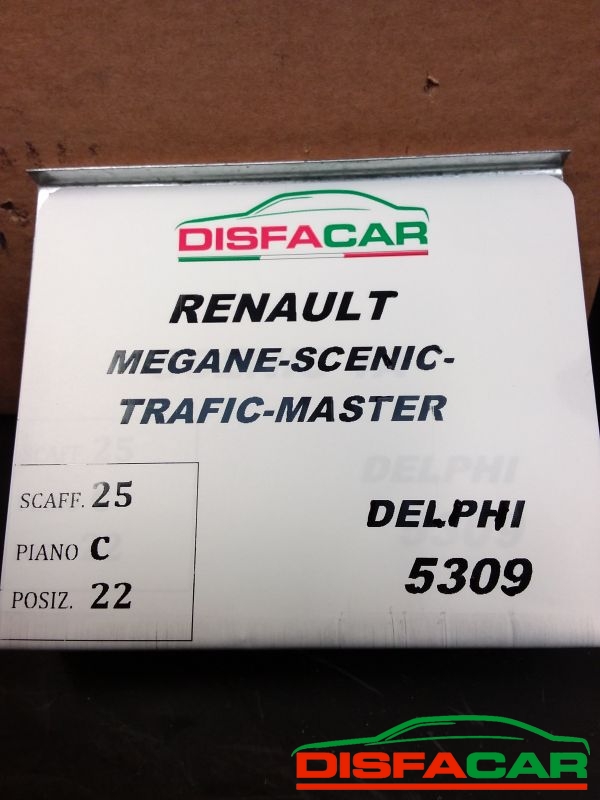 DISFACAR
RENAULT
MEGANE-SCENIC-
TRAFIC-MASTER
SCAFF. 25
PIANO C
POSIZ. 22
DELPHI
5309
DISFACAR